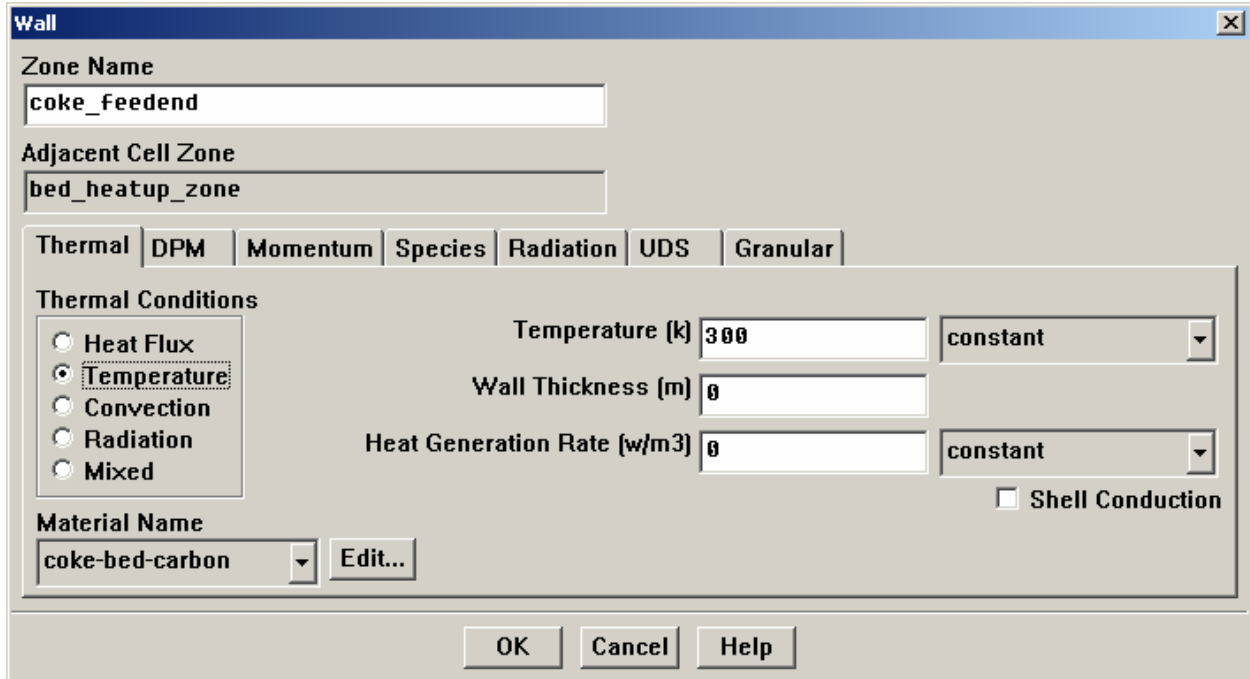 Wall
Zone Name
coke_feedend
Adjacent Cell Zone
bed_heatup_zone
Thermal DPM Momentum Species Radiation UDS Granular
Thermal Conditions
Heat Flux
Temperature
Convection
Radiation
Mixed
Temperature (k) 300 constant
Wall Thickness (m) 0
Heat Generation Rate (w/m3) 0 constant
Shell Conduction
Material Name
coke-bed-carbon Edit...
OK Cancel Help